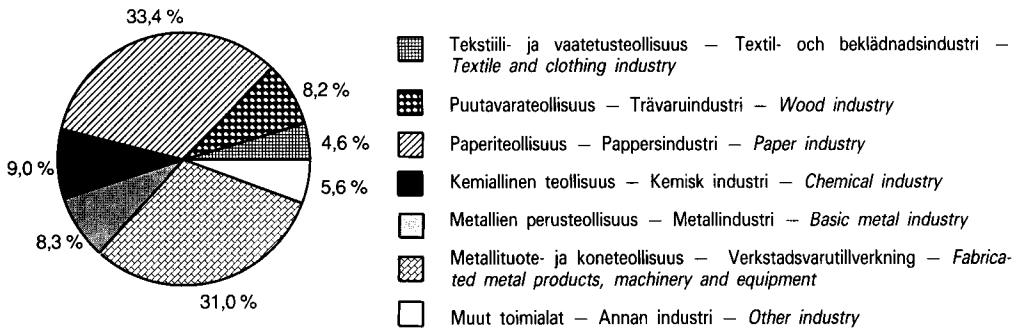 33,4 %
8,2 %
4,6 %
5,6 %
31,0 %
8,3 %
9,0 %
Tekstiili- ja vaatetusteollisuus — Textil- och beklädnadsindustri —
Textile and clothing industry
Puutavarateollisuus — Trävaruindustri — Wood industry
Paperiteollisuus — Pappersindustri — Paper industry
Kemiallinen teollisuus — Kemisk industri — Chemical industry
Metallien perusteollisuus — Metallindustri — Basic metal industry
Metallituote- ja koneteollisuus — Verkstadsvarutillverkning — Fabrica-
ted metal products, machinery and equipment
Muut toimialat — Annan industri — Other industry